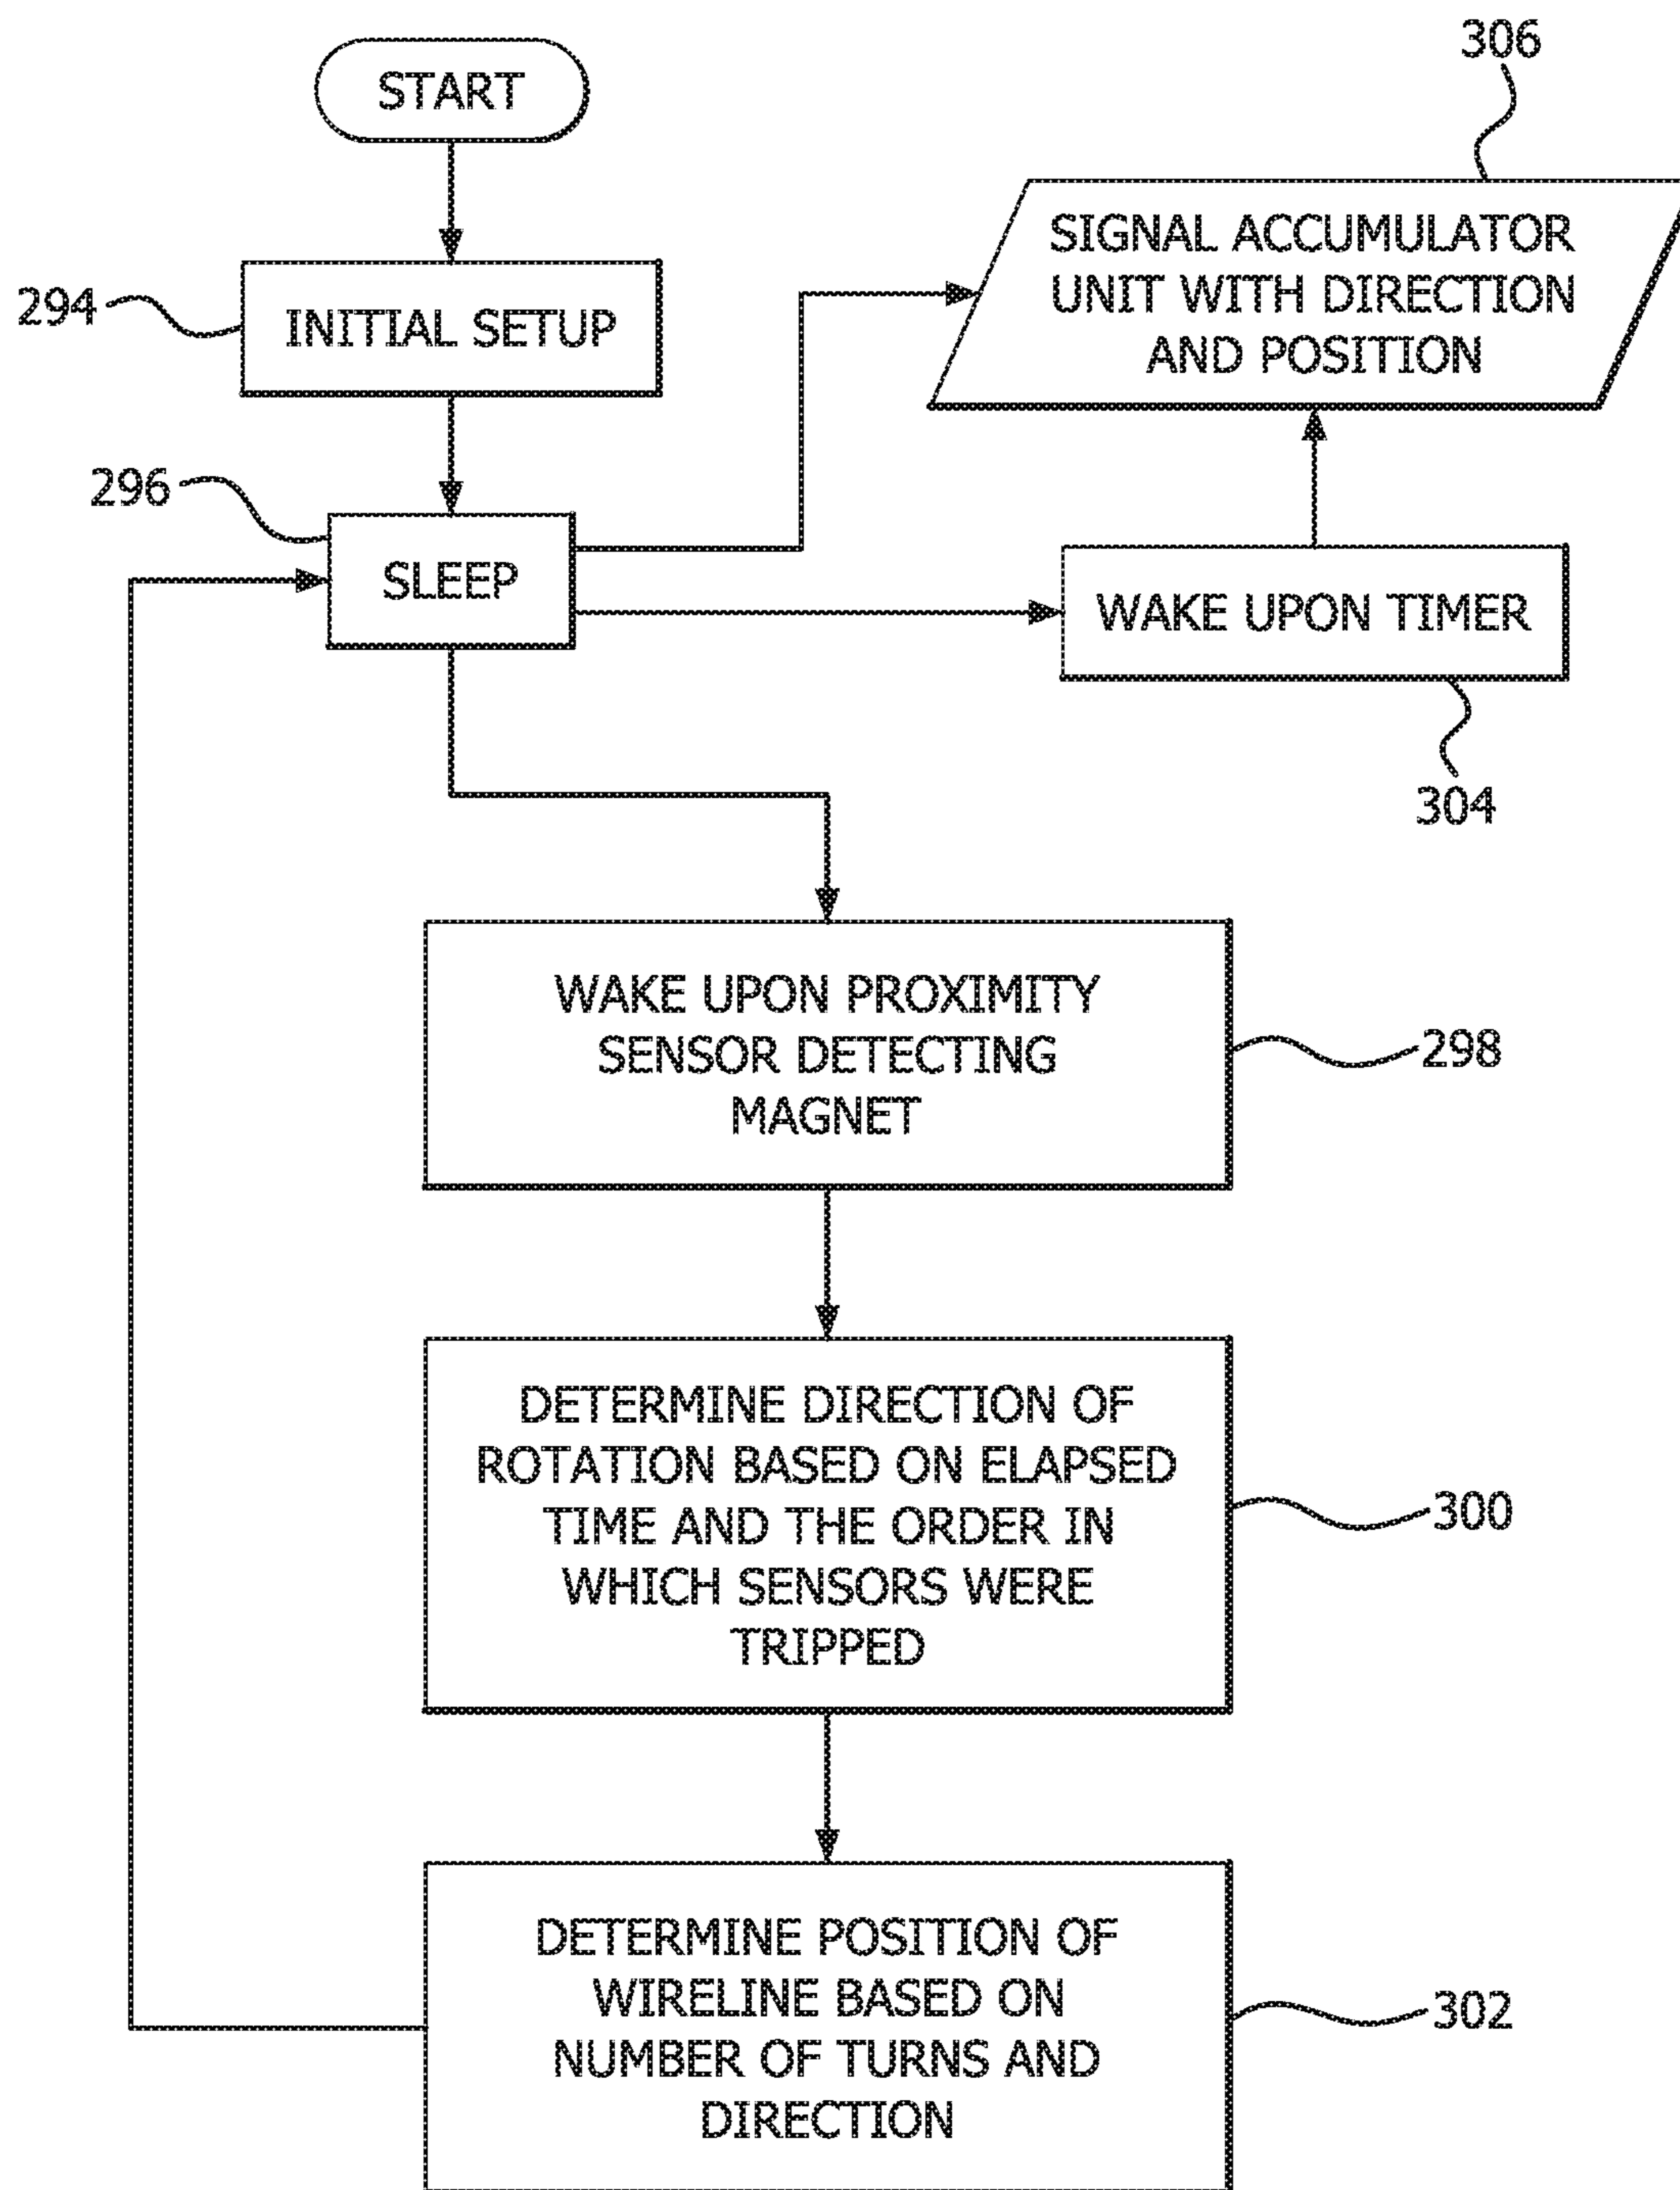 START
306
SIGNAL ACCUMULATOR
UNIT WITH DIRECTION
AND POSITION
294
INITIAL SETUP
296
SLEEP
WAKE UPON TIMER
304
WAKE UPON PROXIMITY
SENSOR DETECTING
MAGNET
298
DETERMINE DIRECTION OF
ROTATION BASED ON ELAPSED
TIME AND THE ORDER IN
WHICH SENSORS WERE
TRIPPED
300
DETERMINE POSITION OF
WIRELINE BASED ON
NUMBER OF TURNS AND
DIRECTION
302